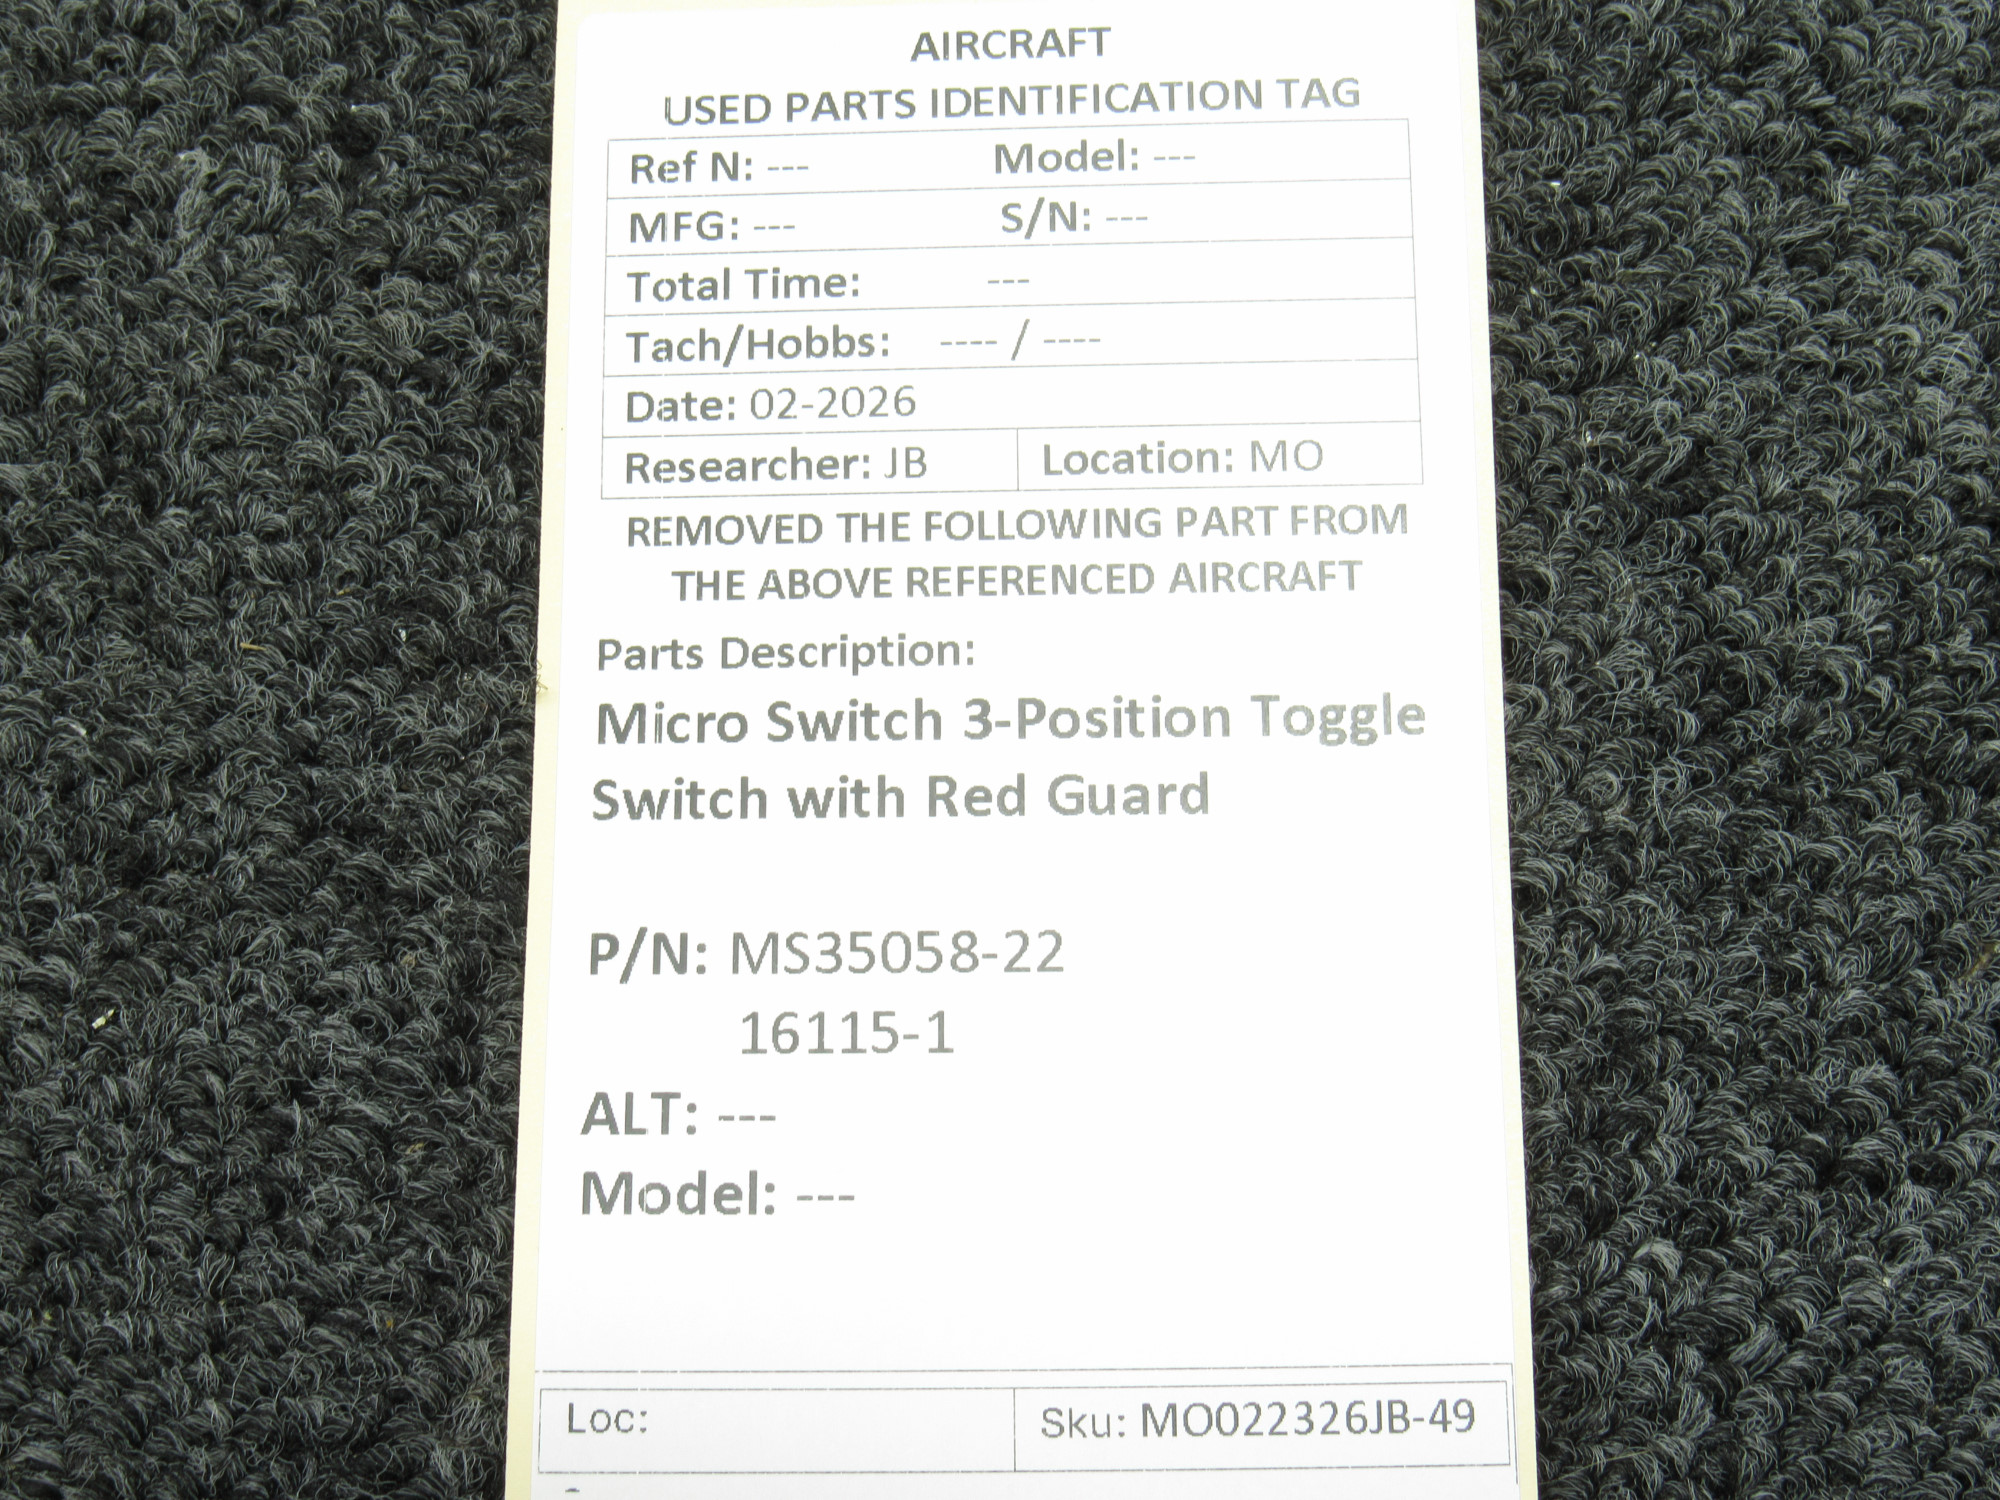 AIRCRAFT
USED PARTS IDENTIFICATION TAG
Ref N: --- Model: ---
MFG: --- S/N: ---
Total Time: ---
Tach/Hobbs: ---- / ----
Date: 02-2026
Researcher: JB Location: MO
REMOVED THE FOLLOWING PART FROM
THE ABOVE REFERENCED AIRCRAFT
Parts Description:
Micro Switch 3-Position Toggle
Switch with Red Guard
P/N: MS35058-22
16115-1
ALT: ---
Model: ---
Loc: Sku: MO022326JB-49